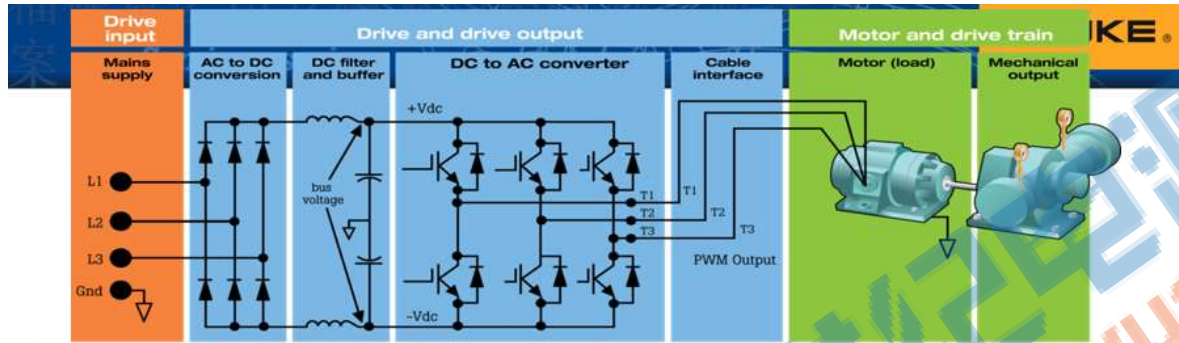 Drive input
Drive and drive output
Motor and drive train
KE®
Mains supply
AC to DC conversion
DC filter and buffer
DC to AC converter
Cable interface
Motor (load)
Mechanical output
+Vdc
L1
bus voltage
T1
T1
L2
T2
T2
L3
T3
T3
Gnd
PWM Output
–Vdc